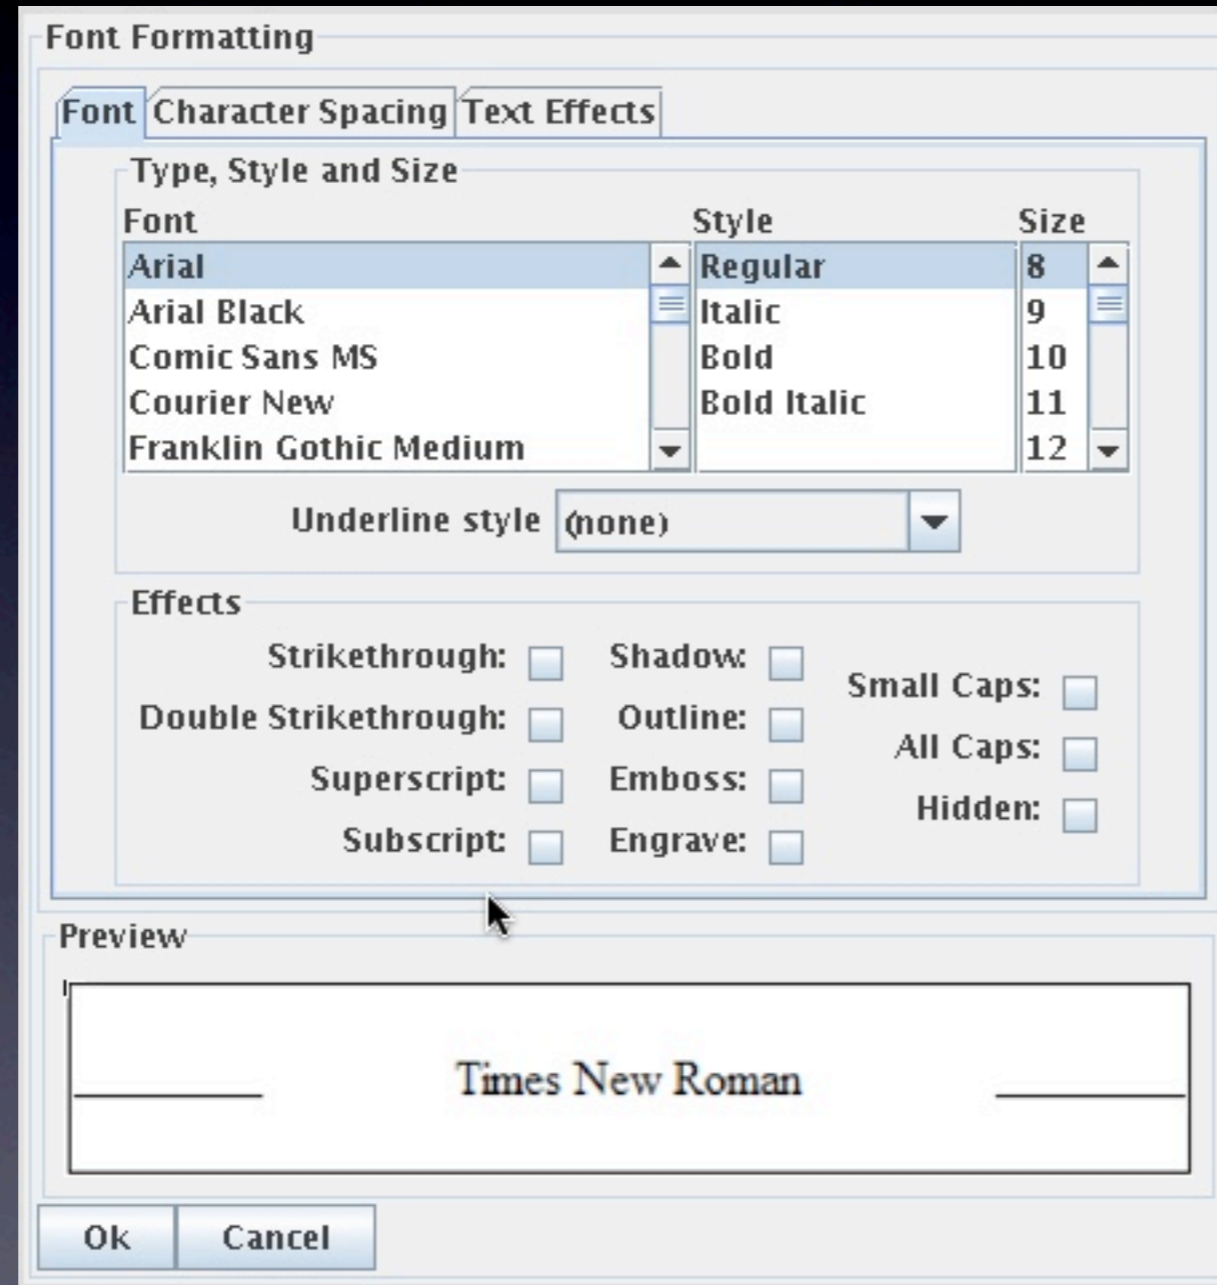 Font Formatting
Font Character Spacing Text Effects
Type, Style and Size
Font Style Size
Arial Regular 8
Arial Black Italic 9
Comic Sans MS Bold 10
Courier New Bold Italic 11
Franklin Gothic Medium 12
Underline style (none)
Effects
Strikethrough: Shadow:
Small Caps:
Double Strikethrough: Outline:
All Caps:
Superscript: Emboss:
Hidden:
Subscript: Engrave:
Preview
Times New Roman
Ok Cancel